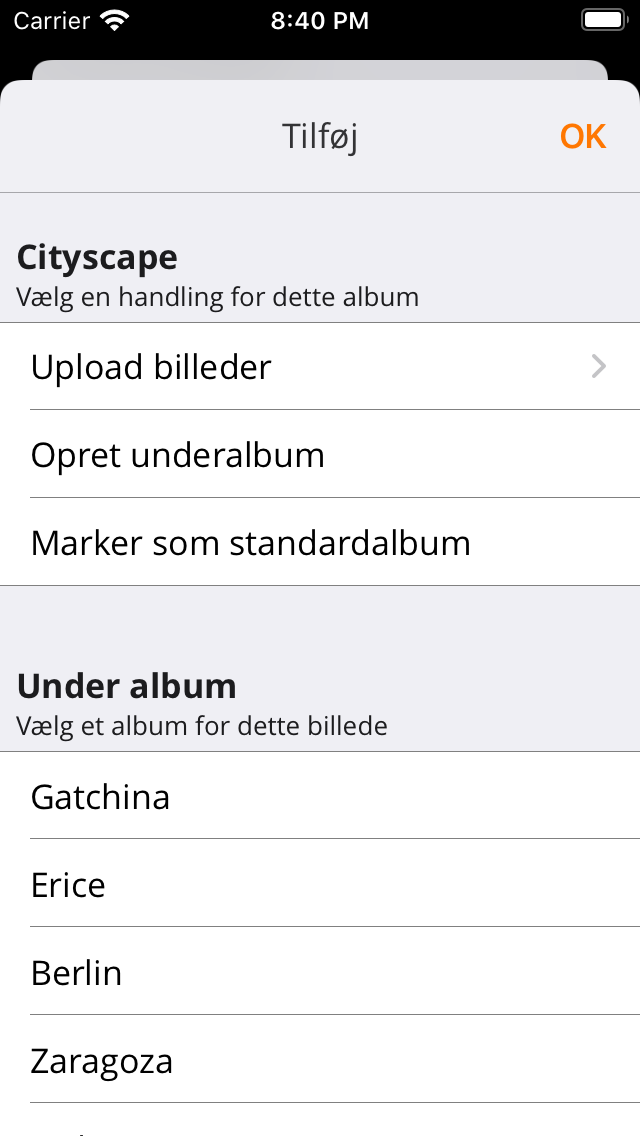 Carrier 8:40 PM
Tilføj OK
Cityscape
Vælg en handling for dette album
Upload billeder
Opret underalbum
Marker som standardalbum
Under album
Vælg et album for dette billede
Gatchina
Erice
Berlin
Zaragoza